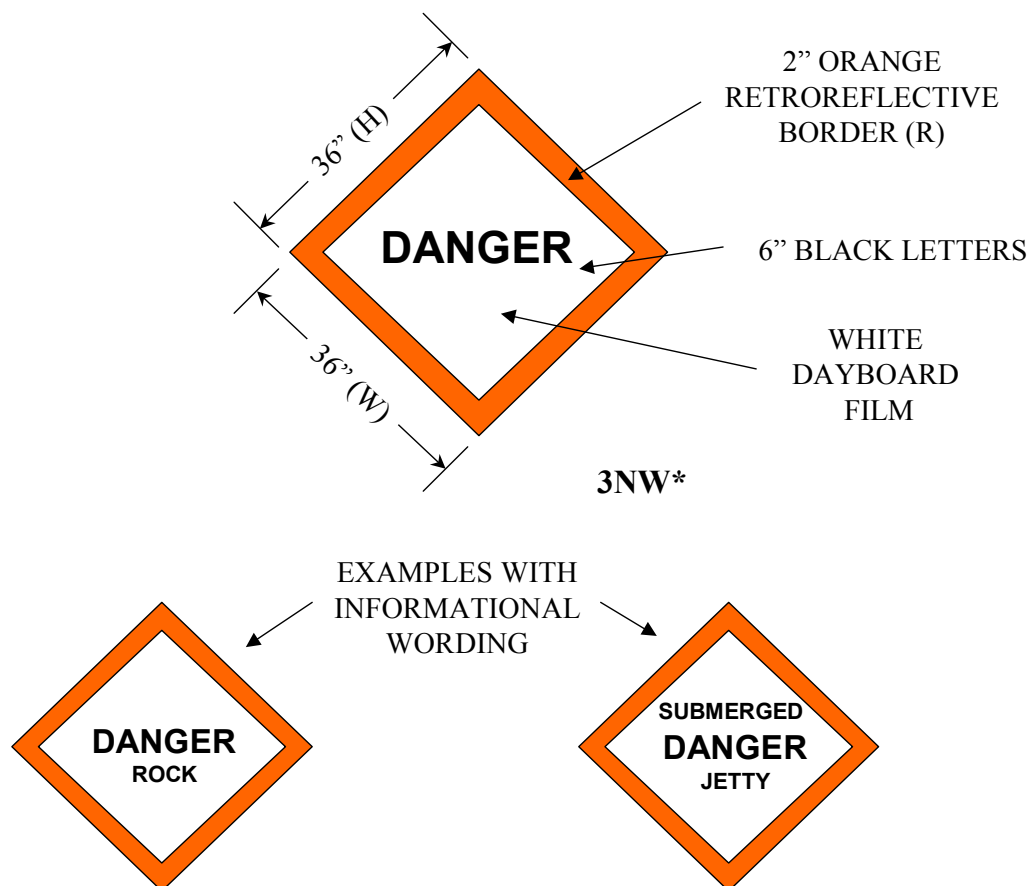 2” ORANGE
RETROREFLECTIVE
BORDER (R)
36” (H)
DANGER
6” BLACK LETTERS
36” (W)
WHITE
DAYBOARD
FILM
3NW*
EXAMPLES WITH
INFORMATIONAL
WORDING
DANGER
ROCK
SUBMERGED
DANGER
JETTY